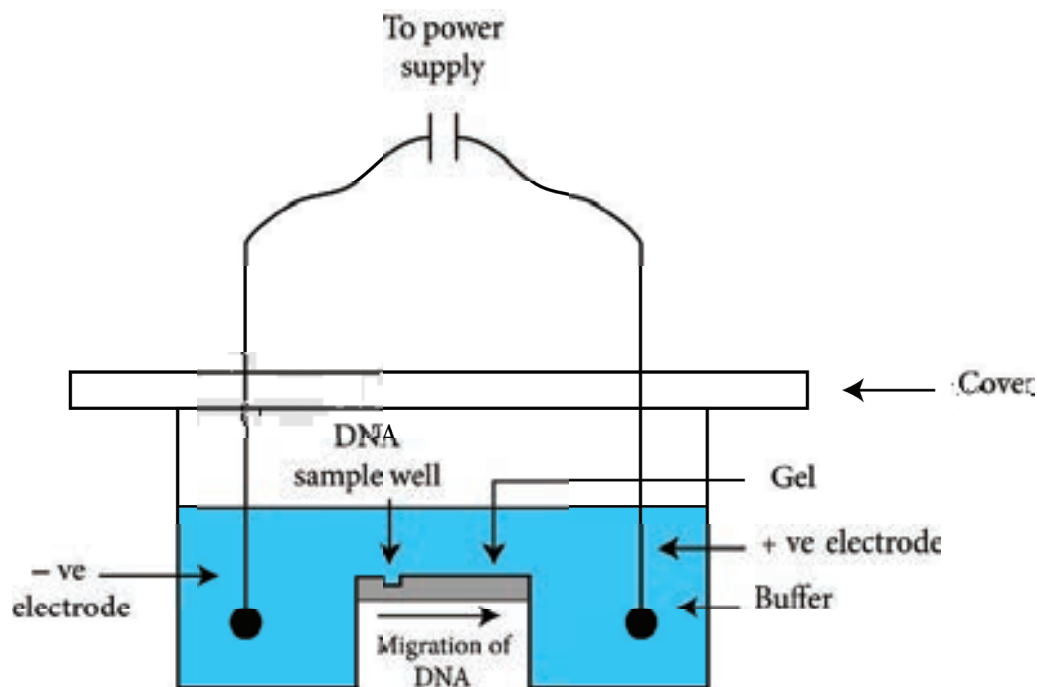 To power
supply
Cover
DNA
sample well
Gel
+ ve electrode
– ve
electrode
Buffer
Migration of
DNA